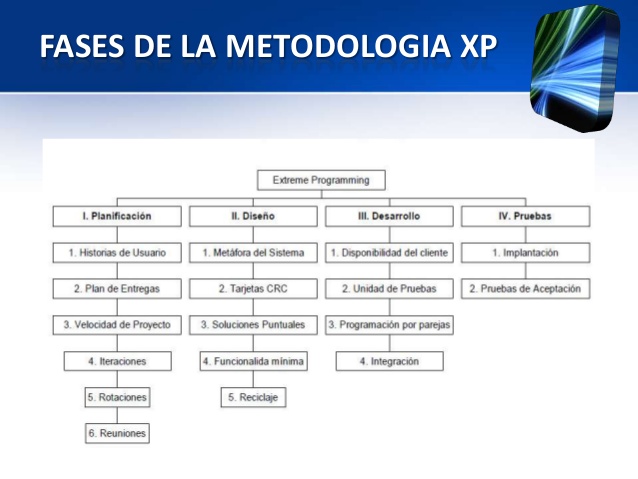 FASES DE LA METODOLOGIA XP
Extreme Programming
I. Planificación
1. Historias de Usuario
2. Plan de Entregas
3. Velocidad de Proyecto
4. Iteraciones
5. Rotaciones
6. Reuniones
II. Diseño
1. Metáfora del Sistema
2. Tarjetas CRC
3. Soluciones Puntuales
4. Funcionalida mínima
5. Reciclaje
III. Desarrollo
1. Disponibilidad del cliente
2. Unidad de Pruebas
3. Programación por parejas
4. Integración
IV. Pruebas
1. Implantación
2. Pruebas de Aceptación